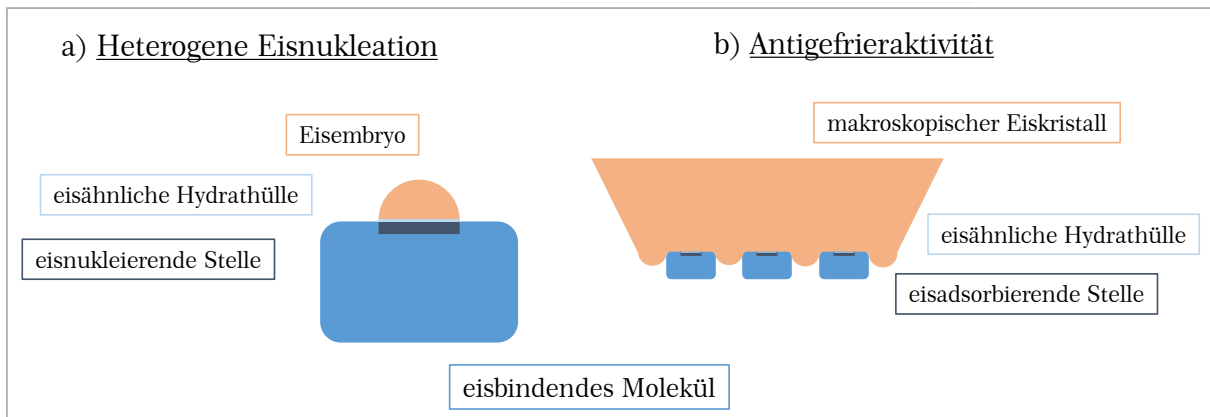 a) Heterogene Eisnukleation
b) Antigefrieraktivität
Eisembryo
eisähnliche Hydrathülle
eisnukleierende Stelle
makroskopischer Eiskristall
eisähnliche Hydrathülle
eisadsorbierende Stelle
eisbindendes Molekül